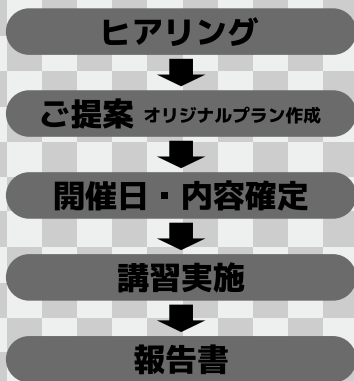 ヒアリング
ご提案 オリジナルプラン作成
開催日・内容確定
講習実施
報告書